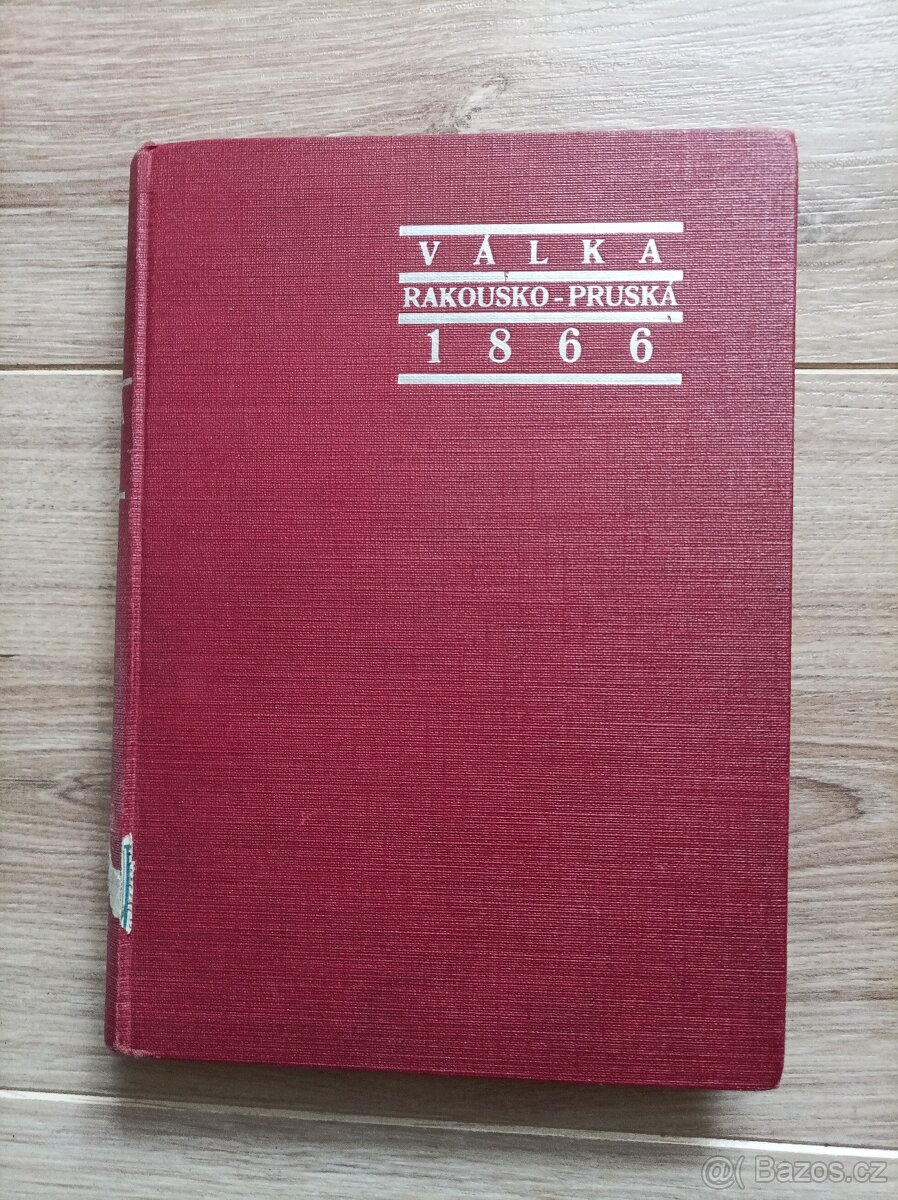 VÁLKA
RAKOUSKO-PRUSKÁ
1866
@( Bazos.cz